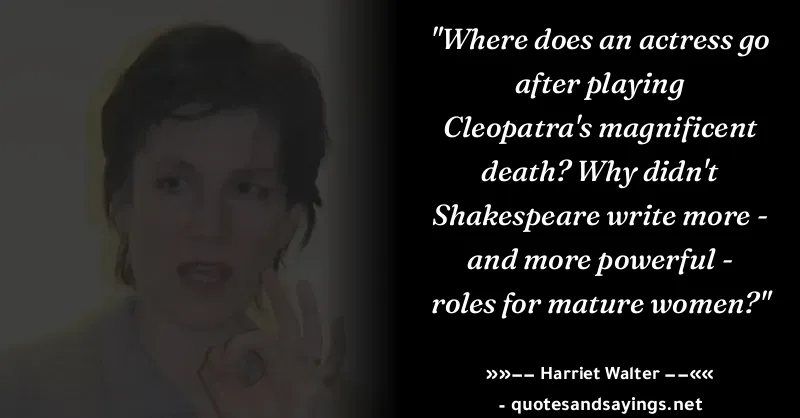 "Where does an actress go
after playing
Cleopatra's magnificent
death? Why didn't
Shakespeare write more -
and more powerful -
roles for mature women?"
»»−− Harriet Walter −−««
- quotesandsayings.net